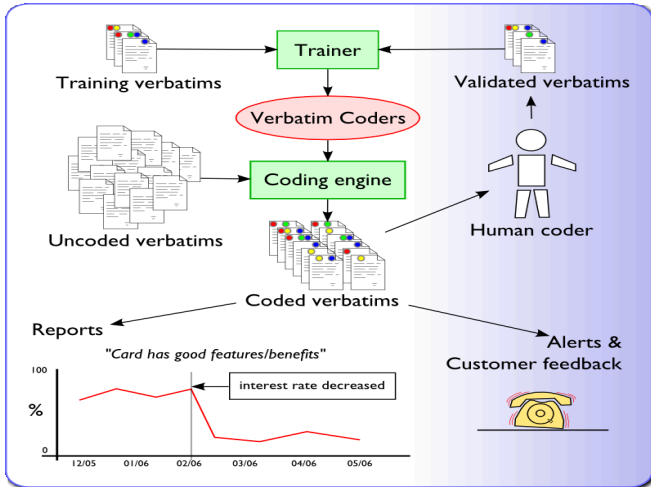 Trainer
Training verbatims
Validated verbatims
Verbatim Coders
Coding engine
Uncoded verbatims
Human coder
Coded verbatims
Reports
Alerts &
Customer feedback
"Card has good features/benefits"
100
interest rate decreased
%
0
12/05 01/06 02/06 03/06 04/06 05/06